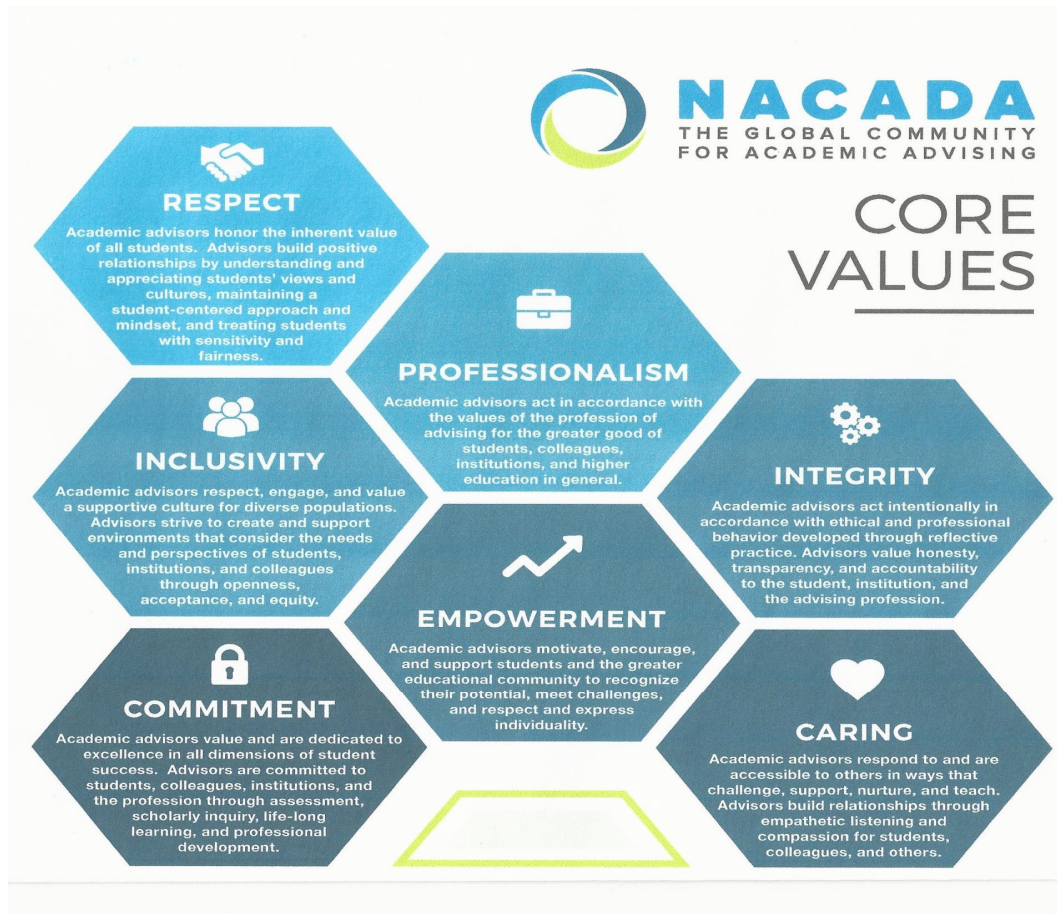 NACADA
THE GLOBAL COMMUNITY
FOR ACADEMIC ADVISING
CORE
VALUES
RESPECT
Academic advisors honor the inherent value
of all students. Advisors build positive
relationships by understanding and
appreciating students' views and
cultures, maintaining a
student-centered approach and
mindset, and treating students
with sensitivity and
fairness.
PROFESSIONALISM
Academic advisors act in accordance with
the values of the profession of
advising for the greater good of
students, colleagues,
institutions, and higher
education in general.
INCLUSIVITY
Academic advisors respect, engage, and value
a supportive culture for diverse populations.
Advisors strive to create and support
environments that consider the needs
and perspectives of students,
institutions, and colleagues
through openness,
acceptance, and equity.
INTEGRITY
Academic advisors act intentionally in
accordance with ethical and professional
behavior developed through reflective
practice. Advisors value honesty,
transparency, and accountability
to the student, institution, and
the advising profession.
EMPOWERMENT
Academic advisors motivate, encourage,
and support students and the greater
educational community to recognize
their potential, meet challenges,
and respect and express
individuality.
COMMITMENT
Academic advisors value and are dedicated to
excellence in all dimensions of student
success. Advisors are committed to
students, colleagues, institutions, and
the profession through assessment,
scholarly inquiry, life-long
learning, and professional
development.
CARING
Academic advisors respond to and are
accessible to others in ways that
challenge, support, nurture, and teach.
Advisors build relationships through
empathetic listening and
compassion for students,
colleagues, and others.